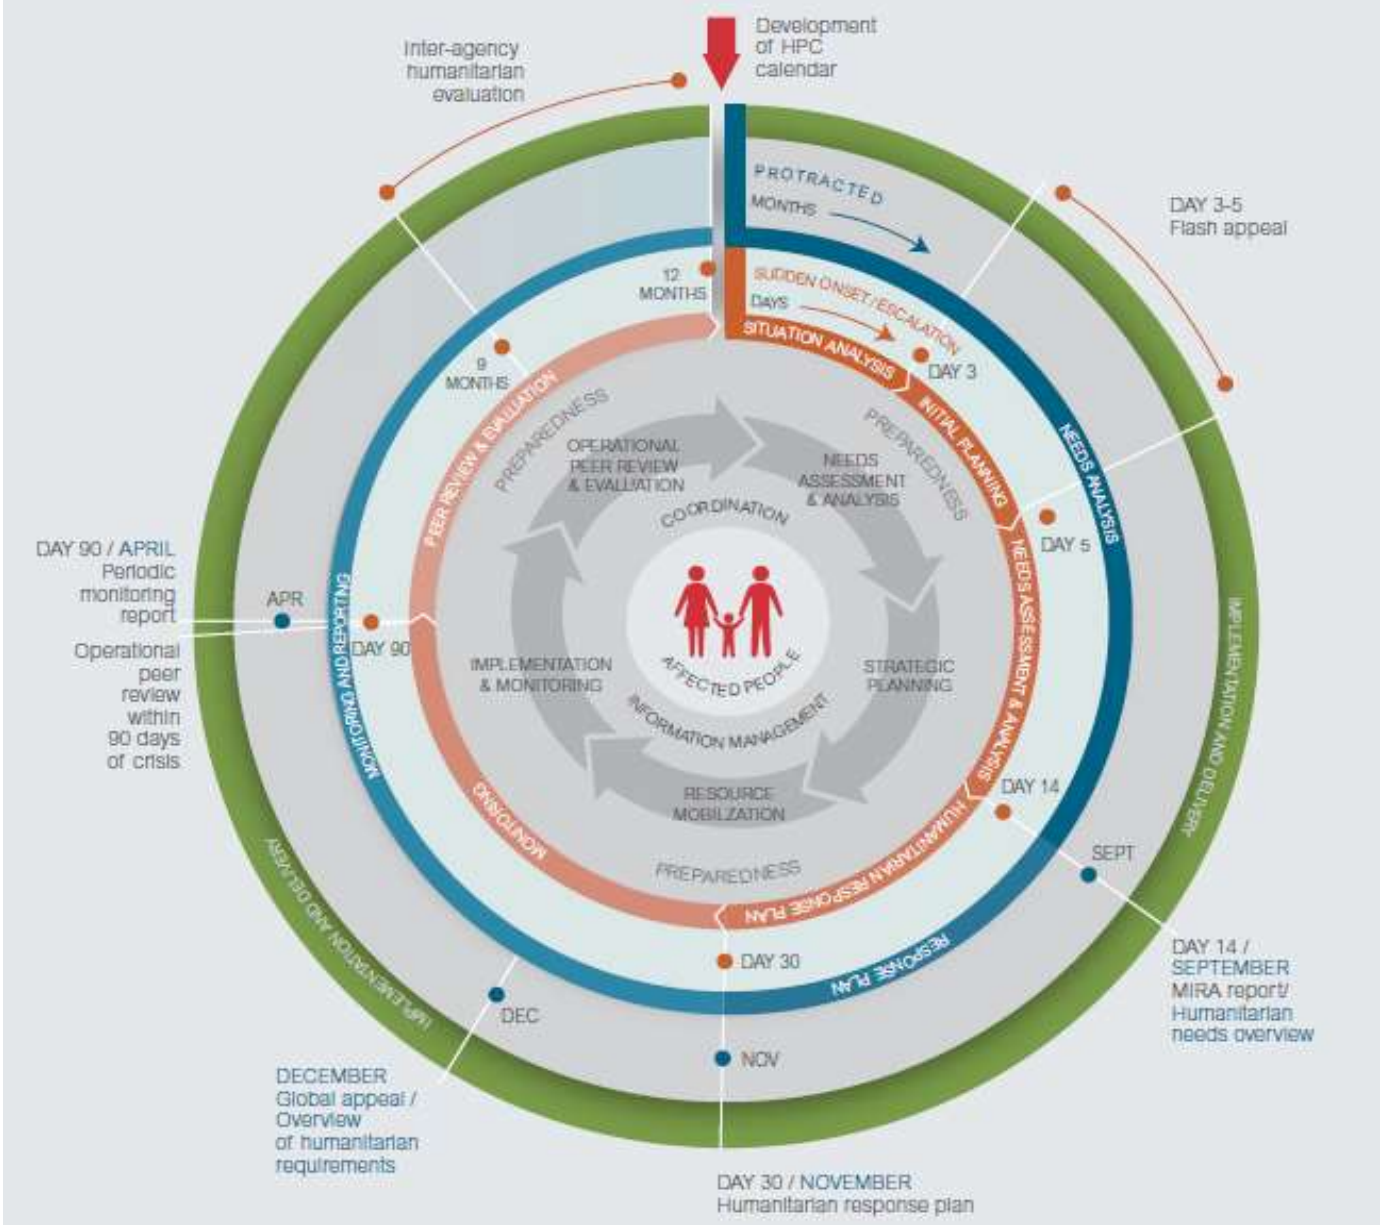 Development
of HPC
calendar
Inter-agency
humanitarian
evaluation
DAY 3-5
Flash appeal
PROTRACTED
MONTHS
SUDDEN ONSET / ESCALATION
DAYS
12
MONTHS
9
MONTHS
SITUATION ANALYSIS
DAY 3
INITIAL PLANNING
DAY 5
NEEDS ANALYSIS
NEEDS ASSESSMENT & ANALYSIS
DAY 14
SEPT
HUMANITARIAN RESPONSE PLAN
RESPONSE PLAN
DAY 30
NOV
DEC
MONITORING
MONITORING AND REPORTING
DAY 90
APR
PEER REVIEW & EVALUATION
IMPLEMENTATION AND DELIVERY
IMPLEMENTATION AND DELIVERY
PREPAREDNESS
PREPAREDNESS
PREPAREDNESS
OPERATIONAL
PEER REVIEW
& EVALUATION
NEEDS
ASSESSMENT
& ANALYSIS
STRATEGIC
PLANNING
RESOURCE
MOBILZATION
IMPLEMENTATION
& MONITORING
COORDINATION
AFFECTED PEOPLE
INFORMATION MANAGEMENT
DAY 90 / APRIL
Periodic
monitoring
report
Operational
peer
review
within
90 days
of crisis
DAY 14 /
SEPTEMBER
MIRA report/
Humanitarian
needs overview
DECEMBER
Global appeal /
Overview
of humanitarian
requirements
DAY 30 / NOVEMBER
Humanitarian response plan